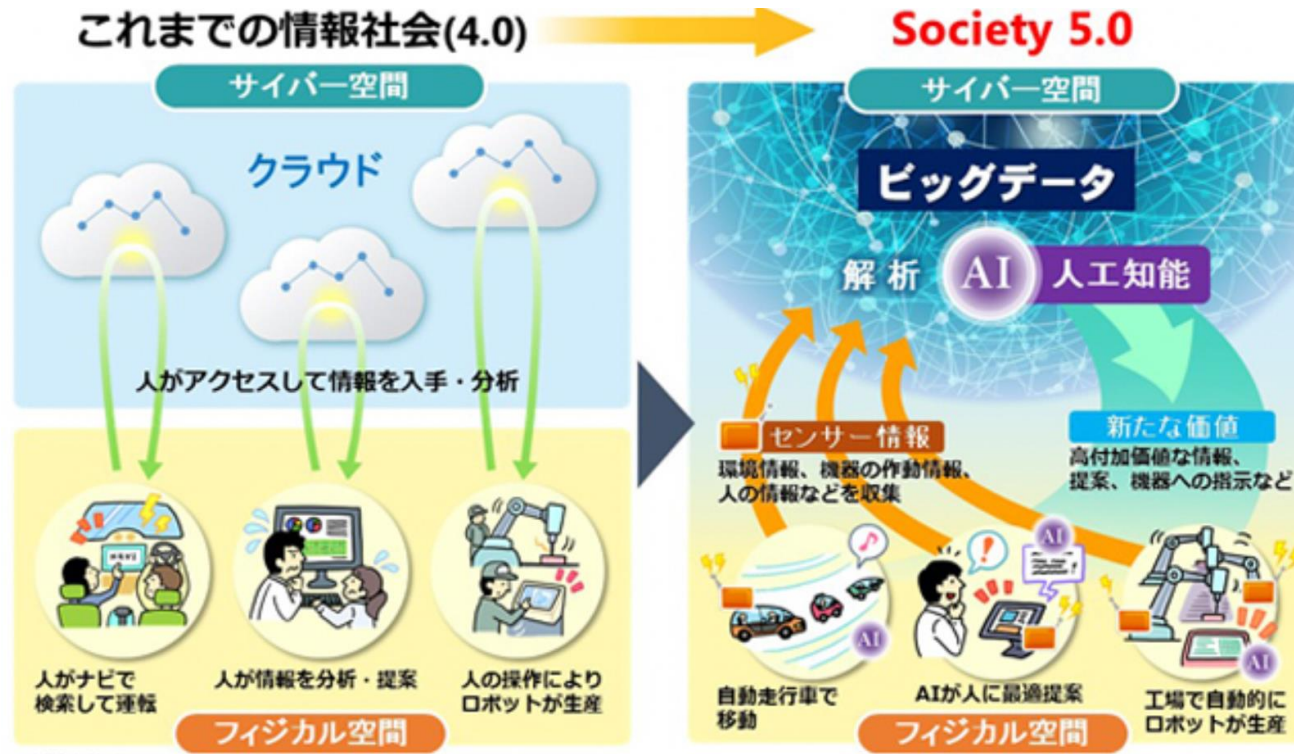 これまでの情報社会(4.0)
Society 5.0
サイバー空間
クラウド
人がアクセスして情報を入手・分析
人がナビで
検索して運転
人が情報を分析・提案
人の操作により
ロボットが生産
フィジカル空間
サイバー空間
ビッグデータ
解析
AI
人工知能
センサー情報
環境情報、機器の作動情報、
人の情報などを収集
新たな価値
高付加価値な情報、
提案、機器への指示など
AI
AI
AI
自動走行車で
移動
AIが人に最適提案
工場で自動的に
ロボットが生産
フィジカル空間